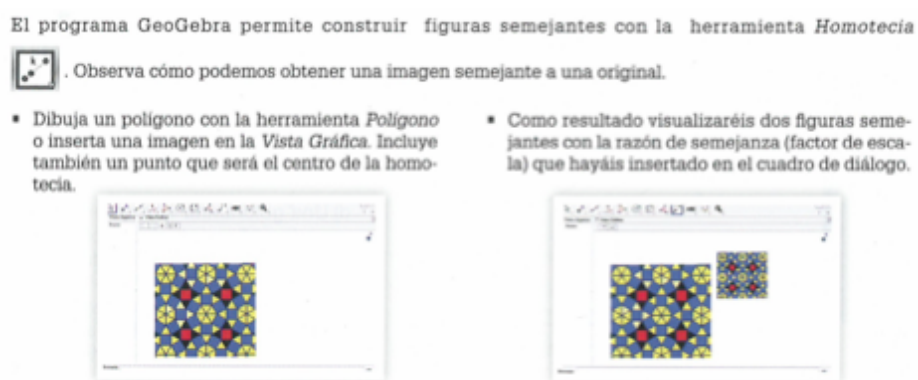 El programa GeoGebra permite construir figuras semejantes con la herramienta Homotecia
. Observa cómo podemos obtener una imagen semejante a una original.
▪ Dibuja un polígono con la herramienta Polígono
o inserta una imagen en la Vista Gráfica. Incluye
también un punto que será el centro de la homo-
tecia.
▪ Como resultado visualizaréis dos figuras seme-
jantes con la razón de semejanza (factor de esca-
la) que hayáis insertado en el cuadro de diálogo.